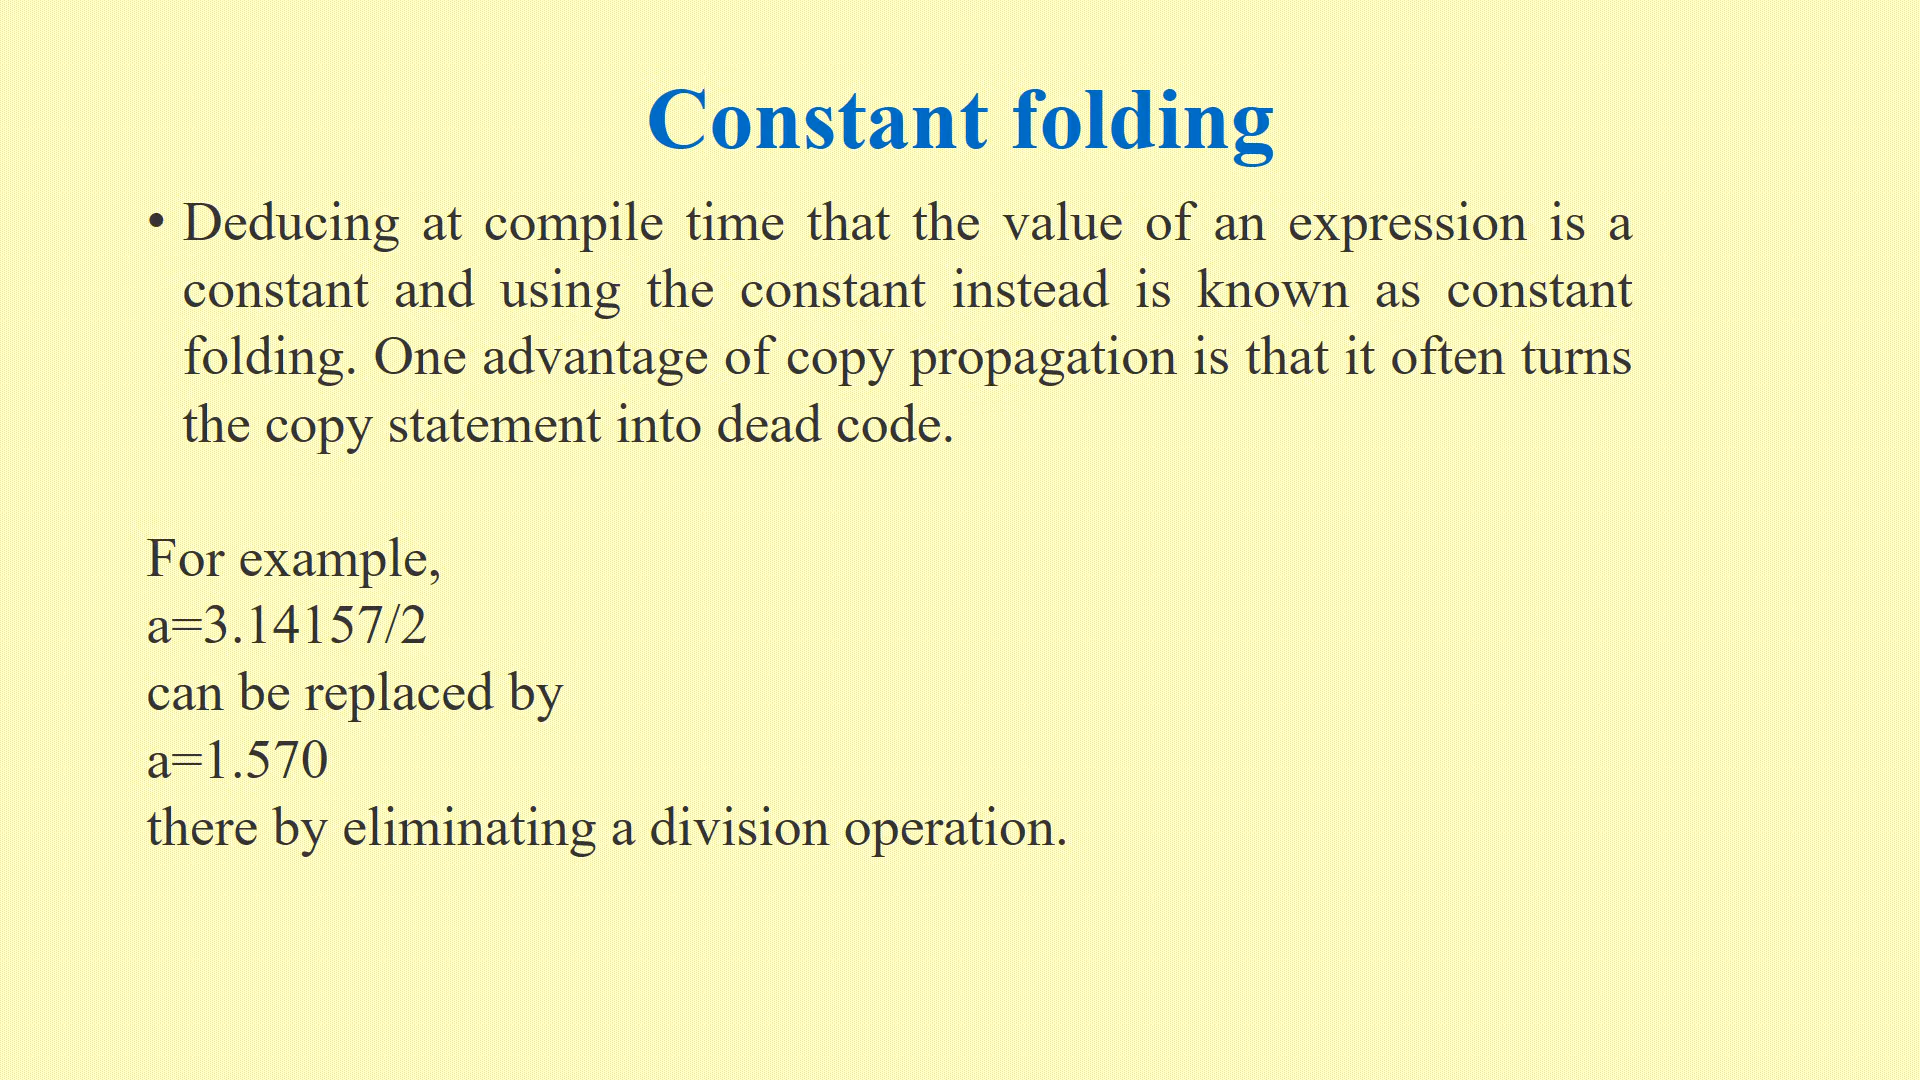 Constant folding
• Deducing at compile time that the value of an expression is a
constant and using the constant instead is known as constant
folding. One advantage of copy propagation is that it often turns
the copy statement into dead code.
For example,
a=3.14157/2
can be replaced by
a=1.570
there by eliminating a division operation.